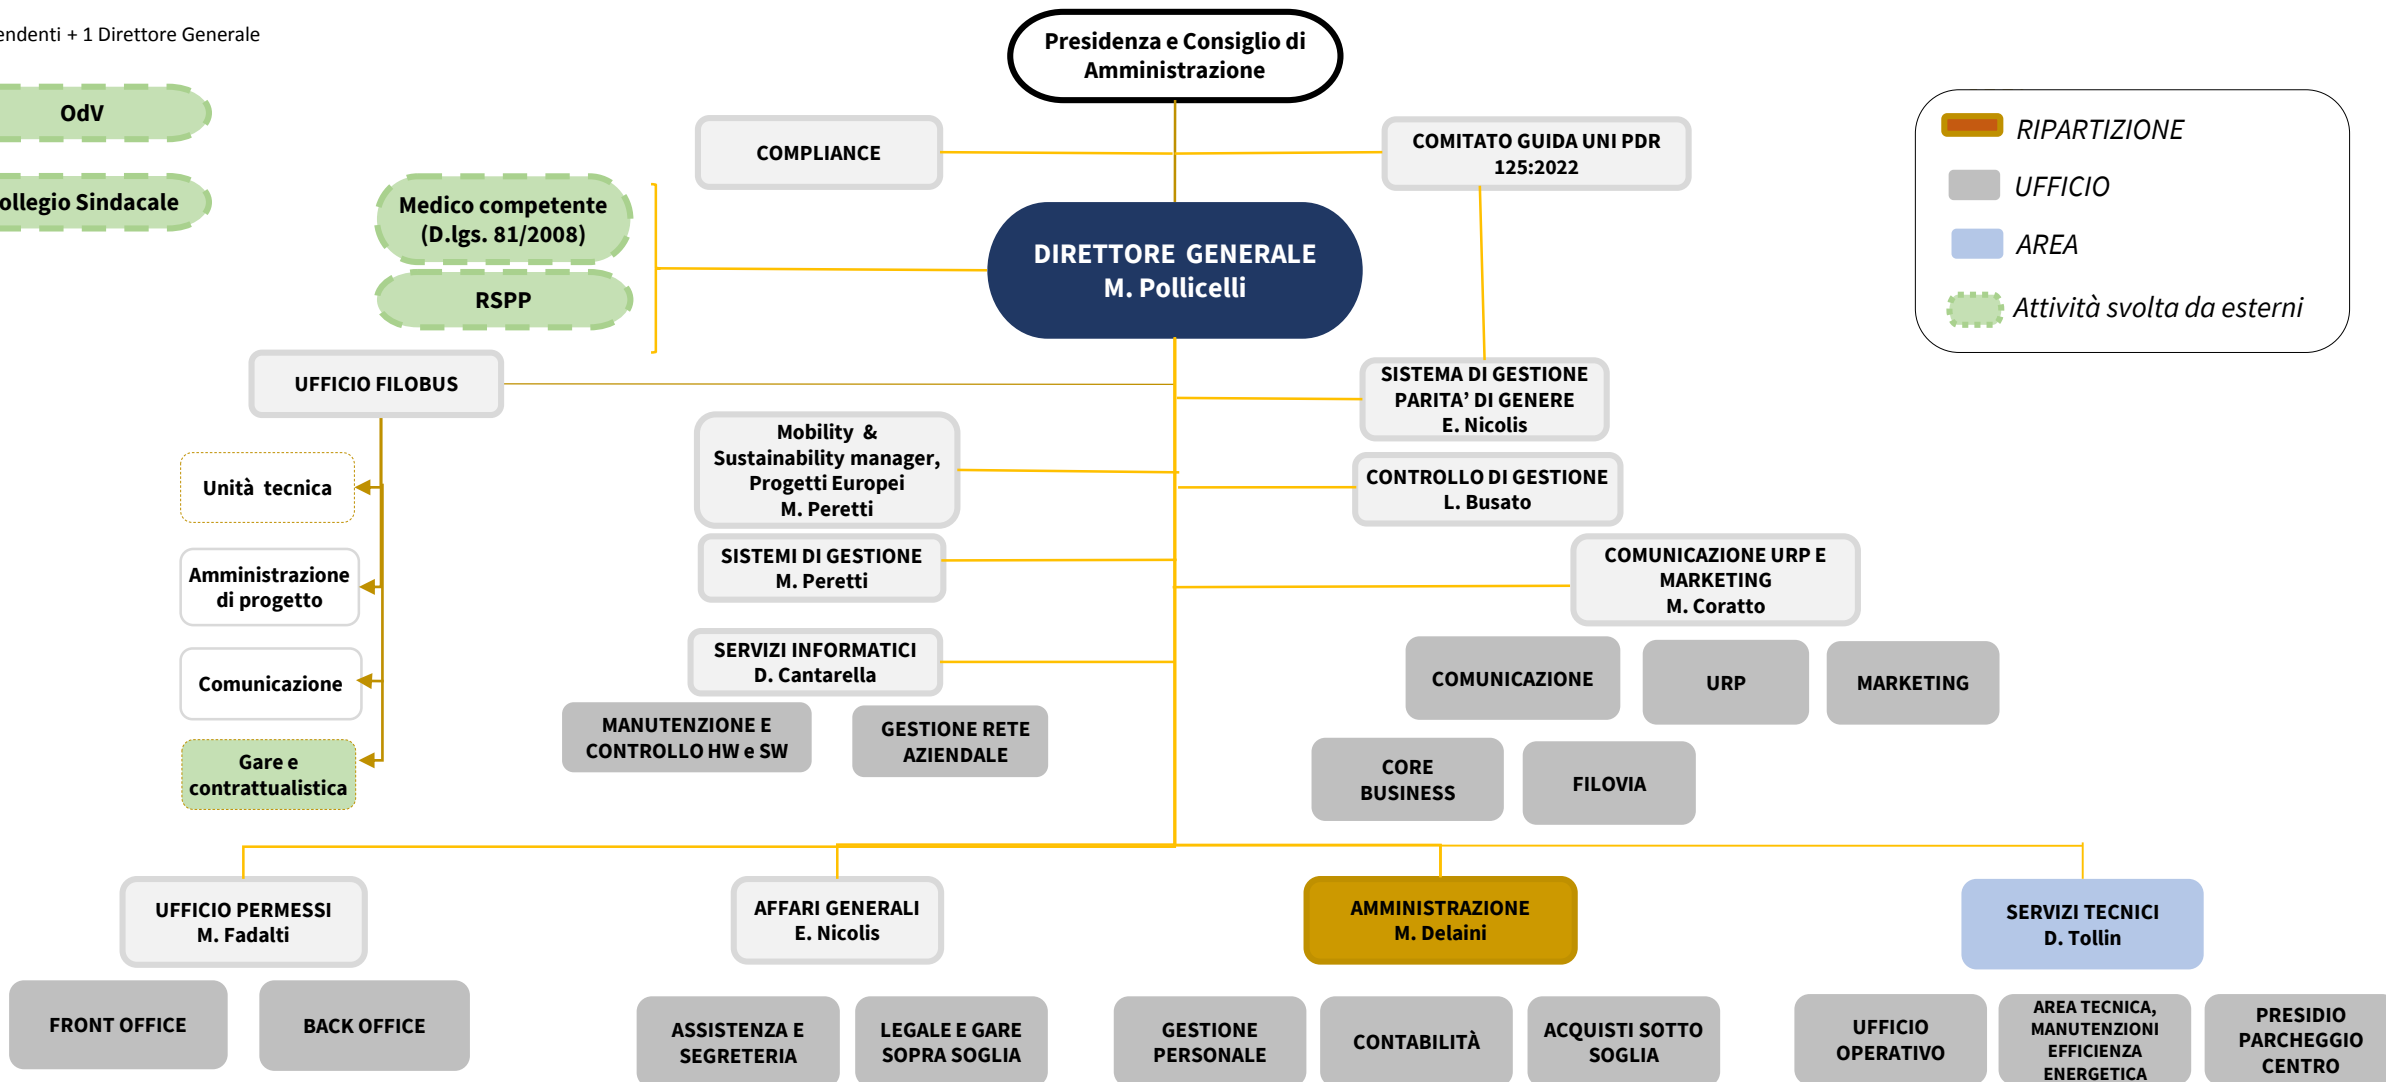 + 1 Direttore Generale
Presidenza e Consiglio di
Amministrazione
OdV
Sindacale
COMPLIANCE
COMITATO GUIDA UNI PDR
125:2022
RIPARTIZIONE
UFFICIO
AREA
Attività svolta da esterni
Medico competente
(D.lgs. 81/2008)
RSPP
DIRETTORE GENERALE
M. Pollicelli
UFFICIO FILOBUS
Unità tecnica
Amministrazione
di progetto
Comunicazione
Gare e
contrattualistica
Mobility &
Sustainability manager,
Progetti Europei
M. Peretti
SISTEMI DI GESTIONE
M. Peretti
SERVIZI INFORMATICI
D. Cantarella
MANUTENZIONE E
CONTROLLO HW e SW
GESTIONE RETE
AZIENDALE
SISTEMA DI GESTIONE
PARITA’ DI GENERE
E. Nicolis
CONTROLLO DI GESTIONE
L. Busato
COMUNICAZIONE URP E
MARKETING
M. Coratto
COMUNICAZIONE
URP
MARKETING
CORE
BUSINESS
FILOVIA
UFFICIO PERMESSI
M. Fadalti
FRONT OFFICE
BACK OFFICE
AFFARI GENERALI
E. Nicolis
ASSISTENZA E
SEGRETERIA
LEGALE E GARE
SOPRA SOGLIA
AMMINISTRAZIONE
M. Delaini
GESTIONE
PERSONALE
CONTABILITÀ
ACQUISTI SOTTO
SOGLIA
SERVIZI TECNICI
D. Tollin
UFFICIO
OPERATIVO
AREA TECNICA,
MANUTENZIONI
EFFICIENZA
ENERGETICA
PRESIDIO
PARCHEGGIO
CENTRO